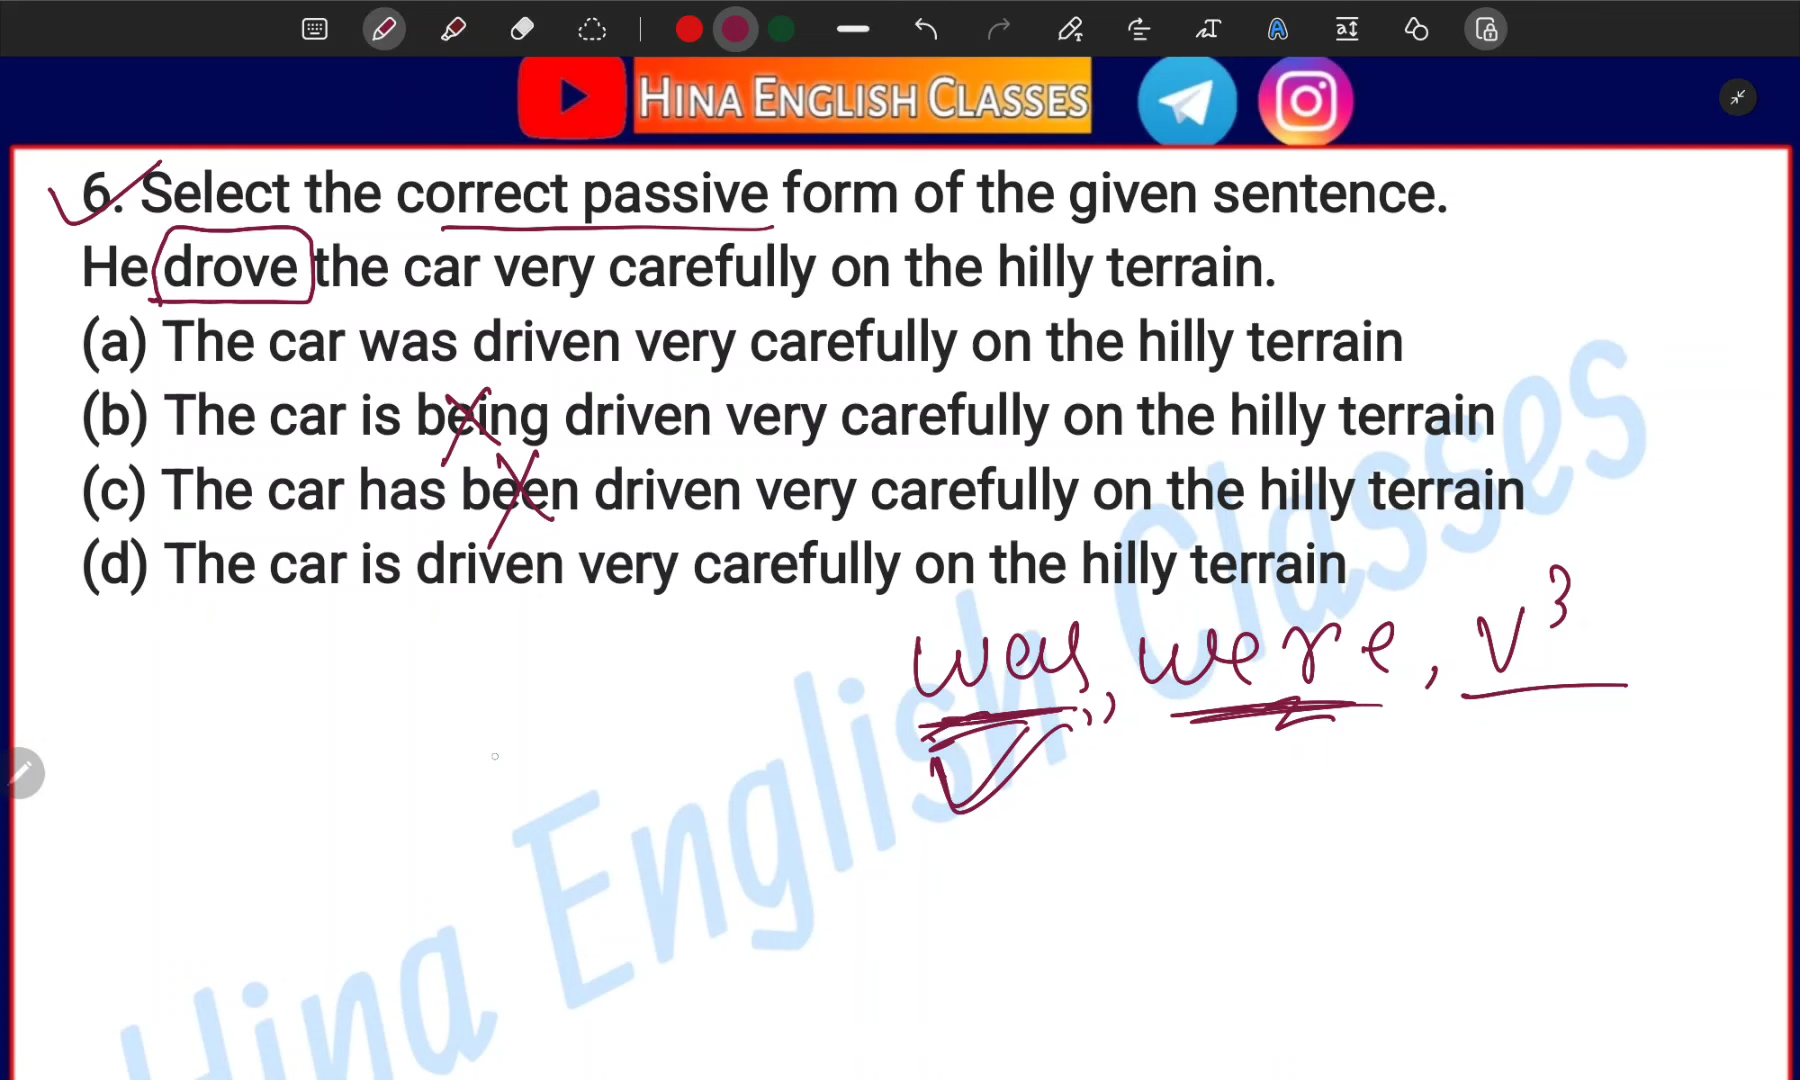 HINA ENGLISH CLASSES
6. Select the correct passive form of the given sentence.
He drove the car very carefully on the hilly terrain.
(a) The car was driven very carefully on the hilly terrain
(b) The car is being driven very carefully on the hilly terrain
(c) The car has been driven very carefully on the hilly terrain
(d) The car is driven very carefully on the hilly terrain
was, were, v3
Hina English Classes